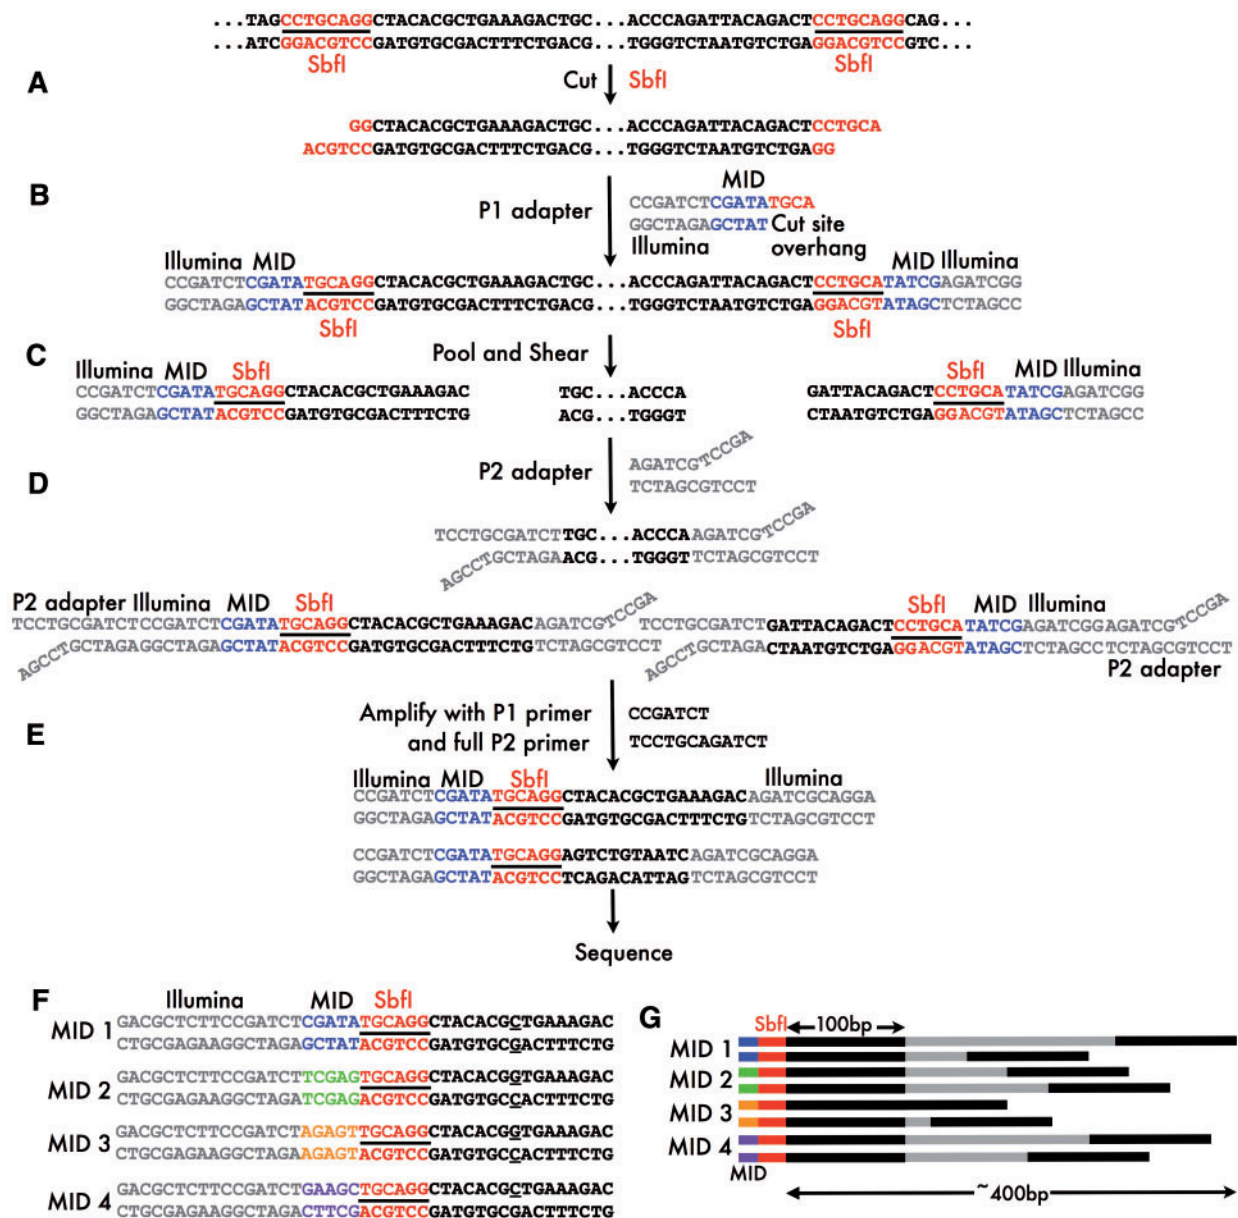 ...TAGCCTGCAGGCTACACGCTGAAAGACTGC...ACCCAGATTACAGACTCCTGCAGGCAG...
...ATCGGACGTCCGATGTGCGACTTTCTGACG...TGGGTCTAATGTCTGAGGACGTCCGTC...
SbfI SbfI
A Cut SbfI
GGCTACACGCTGAAAGACTGC...ACCCAGATTACAGACTCCTGCA
ACGTCCGATGTGCGACTTTCTGACG...TGGGTCTAATGTCTGAGG
B P1 adapter
MID
CCGATCTCGATATGCA
GGCTAGAGCTAT Cut site
Illumina overhang
Illumina MID MID Illumina
CCGATCTCGATATGCAGGCTACACGCTGAAAGACTGC...ACCCAGATTACAGACTCCTGCATATCGAGATCGG
GGCTAGAGCTATACGTCCGATGTGCGACTTTCTGACG...TGGGTCTAATGTCTGAGGACGTATAGCTCTAGCC
SbfI SbfI
C Pool and Shear
Illumina MID SbfI SbfI MID Illumina
CCGATCTCGATATGCAGGCTACACGCTGAAAGAC TGC...ACCCA GATTACAGACTCCTGCATATCGAGATCGG
GGCTAGAGCTATACGTCCGATGTGCGACTTTCTG ACG...TGGGT CTAATGTCTGAGGACGTATAGCTCTAGCC
D P2 adapter
AGATCGTCCGA
TCTAGCGTCCT
TCCTGCGATCTTGC...ACCCAAGATCGTCCGA
AGCCTGCTAGAACG...TGGGTTCTAGCGTCCT
P2 adapter Illumina MID SbfI SbfI MID Illumina
TCCTGCGATCTCCGATCTCGATATGCAGGCTACACGCTGAAAGACAGATCGTCCGA TCCTGCGATCTGATTACAGACTCCTGCATATCGAGATCGGAGATCGTCCGA
AGCCTGCTAGAGGCTAGAGCTATACGTCCGATGTGCGACTTTCTGTCTAGCGTCCT AGCCTGCTAGACTAATGTCTGAGGACGTATAGCTCTAGCCTCTAGCGTCCT
P2 adapter
E Amplify with P1 primer CCGATCT
and full P2 primer TCCTGCAGATCT
Illumina MID SbfI Illumina
CCGATCTCGATATGCAGGCTACACGCTGAAAGACAGATCGCAGGA
GGCTAGAGCTATACGTCCGATGTGCGACTTTCTGTCTAGCGTCCT
CCGATCTCGATATGCAGGAGTCTGTAATCAGATCGCAGGA
GGCTAGAGCTATACGTCCTCAGACATTAGTCTAGCGTCCT
Sequence
F Illumina MID SbfI
MID 1
GACGCTCTTCCGATCTCGATATGCAGGCTACACGCTGAAAGAC
CTGCGAGAAGGCTAGAGCTATACGTCCGATGTGCGACTTTCTG
MID 2
GACGCTCTTCCGATCTTCGAGTGCAGGCTACACGGTGAAAGAC
CTGCGAGAAGGCTAGATCGAGACGTCCGATGTGCCACTTTCTG
MID 3
GACGCTCTTCCGATCTAGAGTTGCAGGCTACACGGTGAAAGAC
CTGCGAGAAGGCTAGAAGAGTACGTCCGATGTGCCACTTTCTG
MID 4
GACGCTCTTCCGATCTGAAGCTGCAGGCTACACGCTGAAAGAC
CTGCGAGAAGGCTAGACTTCGACGTCCGATGTGCGACTTTCTG
G SbfI 100bp
MID 1
MID 2
MID 3
MID 4
MID
~400bp